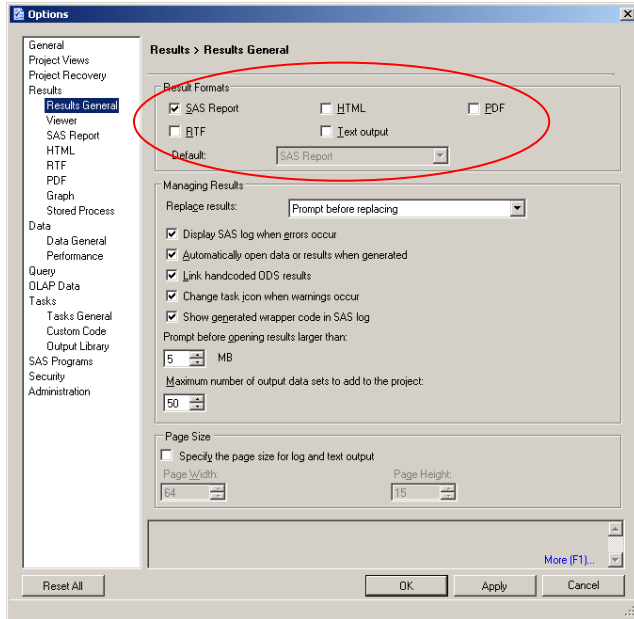 Options
General
Project Views
Project Recovery
Results
Results General
Viewer
SAS Report
HTML
RTF
PDF
Graph
Stored Process
Data
Data General
Performance
Query
OLAP Data
Tasks
Tasks General
Custom Code
Output Library
SAS Programs
Security
Administration
Results > Results General
Result Formats
SAS Report HTML PDF
RTF Text output
Default: SAS Report
Managing Results
Replace results: Prompt before replacing
Display SAS log when errors occur
Automatically open data or results when generated
Link handcoded ODS results
Change task icon when warnings occur
Show generated wrapper code in SAS log
Prompt before opening results larger than:
5 MB
Maximum number of output data sets to add to the project:
50
Page Size
Specify the page size for log and text output
Page Width: Page Height:
64 15
More (F1)...
Reset All OK Apply Cancel